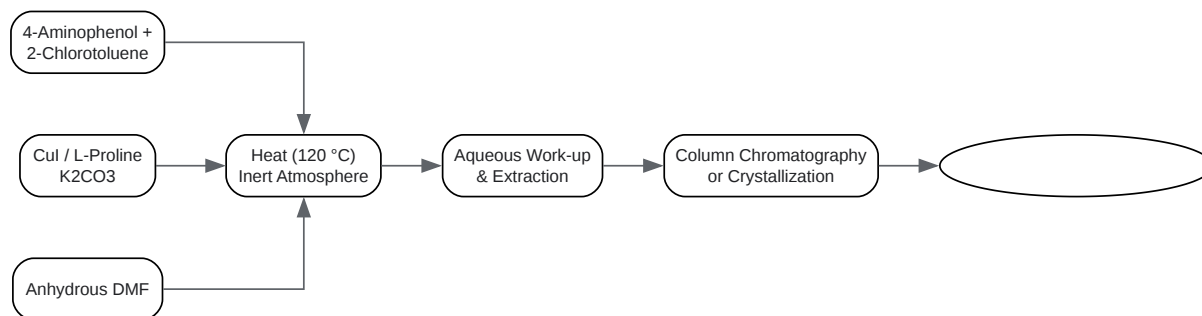 4-Aminophenol +
2-Chlorotoluene
CuI / L-Proline
K2CO3
Heat (120 °C)
Inert Atmosphere
Aqueous Work-up
& Extraction
Column Chromatography
or Crystallization
Anhydrous DMF